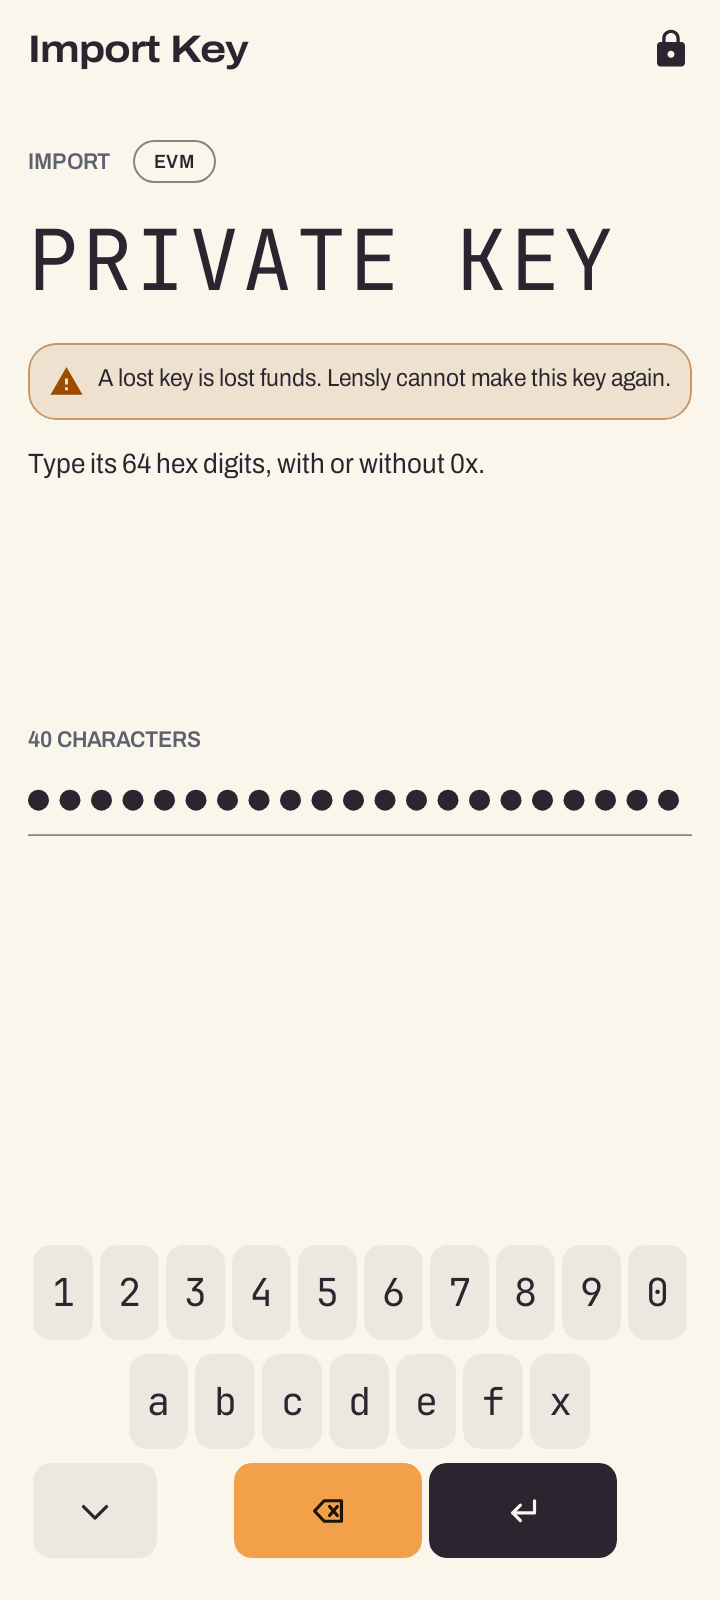 Import Key
IMPORT EVM
PRIVATE KEY
A lost key is lost funds. Lensly cannot make this key again.
Type its 64 hex digits, with or without 0x.
40 CHARACTERS
1 2 3 4 5 6 7 8 9 0
a b c d e f x